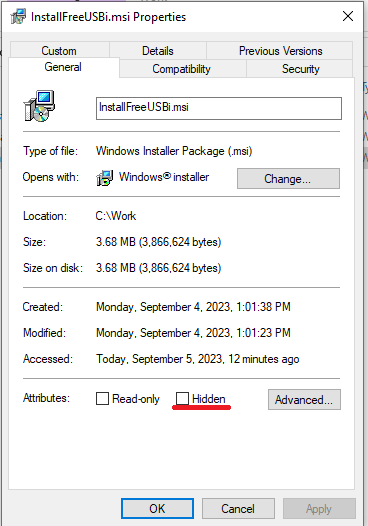 InstallFreeUSBi.msi Properties
Custom Details Previous Versions
General Compatibility Security
InstallFreeUSBi.msi
Type of file: Windows Installer Package (.msi)
Opens with: Windows® installer Change...
Location: C:\Work
Size: 3.68 MB (3,866,624 bytes)
Size on disk: 3.68 MB (3,866,624 bytes)
Created: Monday, September 4, 2023, 1:01:38 PM
Modified: Monday, September 4, 2023, 1:01:23 PM
Accessed: Today, September 5, 2023, 12 minutes ago
Attributes: Read-only Hidden Advanced...
OK Cancel Apply